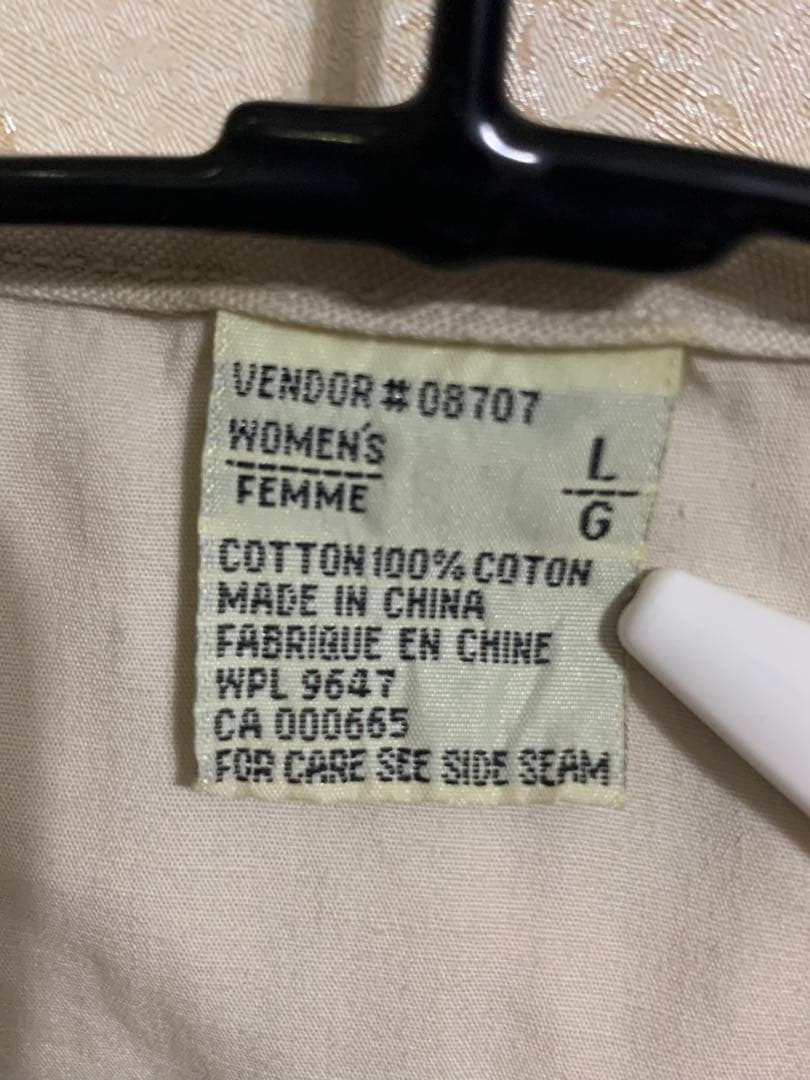 VENDOR #08707
WOMEN'S L
FEMME G
COTTON 100% COTON
MADE IN CHINA
FABRIQUE EN CHINE
WPL 9647
CA 000665
FOR CARE SEE SIDE SEAM